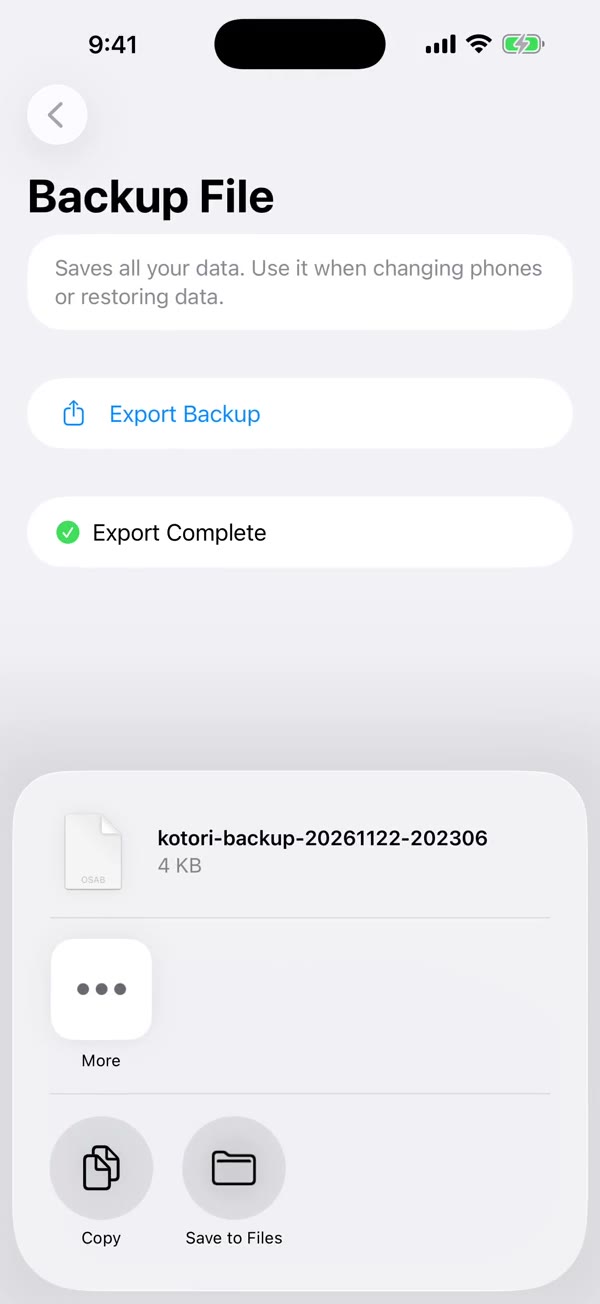 9:41
Backup File
Saves all your data. Use it when changing phones
or restoring data.
Export Backup
Export Complete
kotori-backup-20261122-202306
4 KB
OSAB
More
Copy
Save to Files